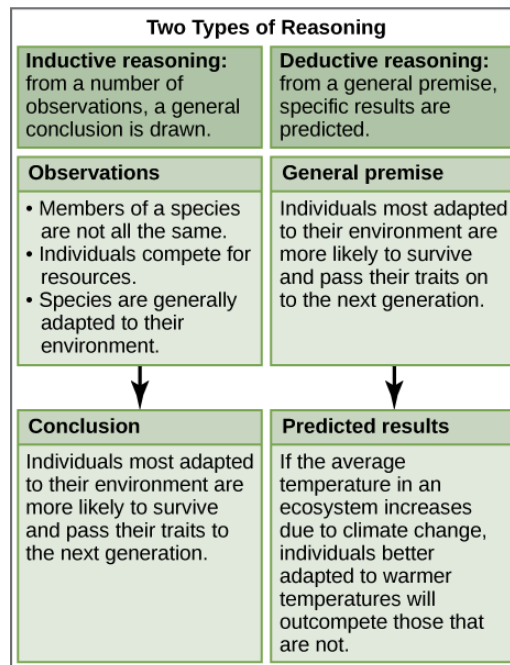 Two Types of Reasoning
Inductive reasoning:
from a number of
observations, a general
conclusion is drawn.
Deductive reasoning:
from a general premise,
specific results are
predicted.
Observations
• Members of a species
are not all the same.
• Individuals compete for
resources.
• Species are generally
adapted to their
environment.
General premise
Individuals most adapted
to their environment are
more likely to survive
and pass their traits on
to the next generation.
Conclusion
Individuals most adapted
to their environment are
more likely to survive
and pass their traits to
the next generation.
Predicted results
If the average
temperature in an
ecosystem increases
due to climate change,
individuals better
adapted to warmer
temperatures will
outcompete those that
are not.